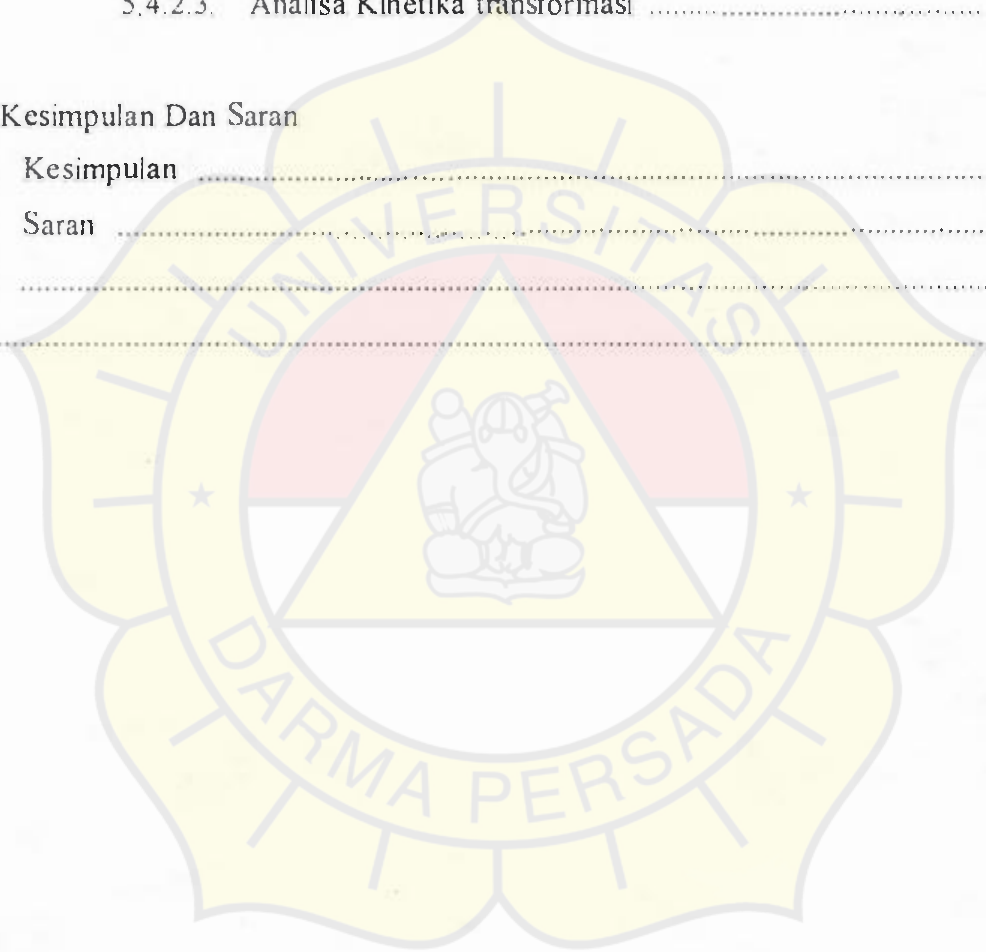 5.4.2.3. Analisa Kinetika transformasi ........................
Kesimpulan Dan Saran
Kesimpulan ........................
Saran ........................
........................
........................
UNIVERSITAS
DARMA PERSADA